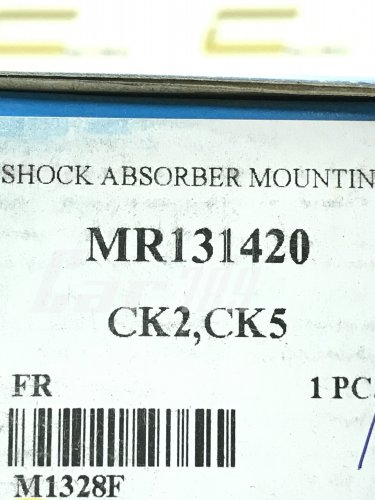 SHOCK ABSORBER MOUNTIN
MR131420
CK2,CK5
FR 1 PC.
M1328F